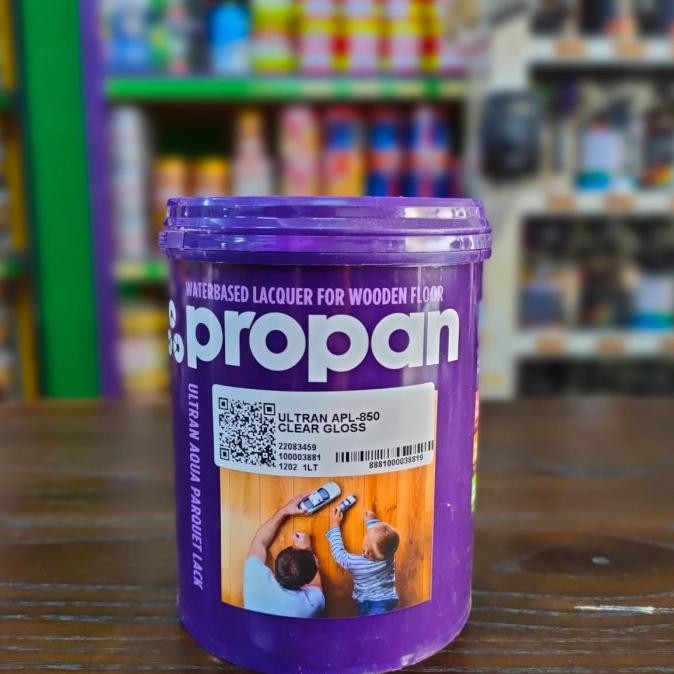 WATERBASED LACQUER FOR WOODEN FLOOR
propan
ULTRAN AQUA PARQUET LACK
ULTRAN APL-850
CLEAR GLOSS
22083459
100003881
1202 1LT
8881000038819